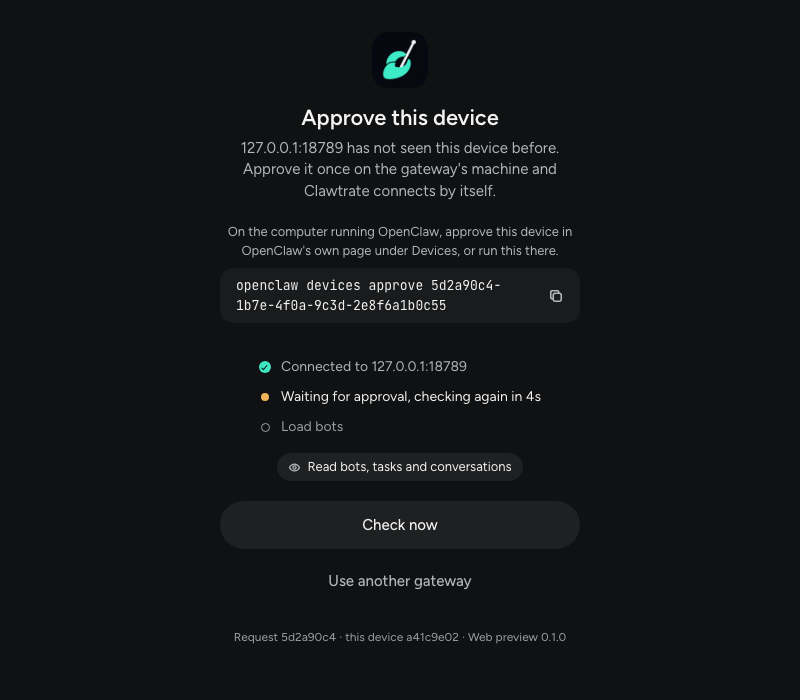 Approve this device
127.0.0.1:18789 has not seen this device before.
Approve it once on the gateway's machine and
Clawtrate connects by itself.
On the computer running OpenClaw, approve this device in
OpenClaw's own page under Devices, or run this there.
openclaw devices approve 5d2a90c4-
1b7e-4f0a-9c3d-2e8f6a1b0c55
Connected to 127.0.0.1:18789
Waiting for approval, checking again in 4s
Load bots
Read bots, tasks and conversations
Check now
Use another gateway
Request 5d2a90c4 · this device a41c9e02 · Web preview 0.1.0